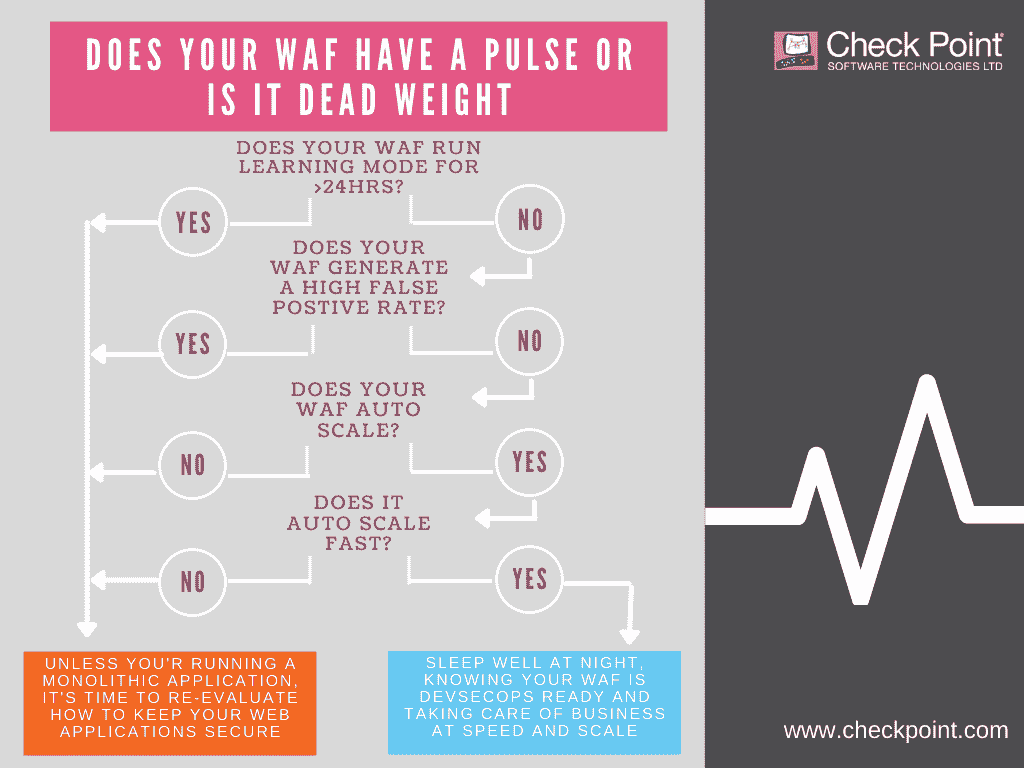 DOES YOUR WAF HAVE A PULSE OR
IS IT DEAD WEIGHT
Check Point
SOFTWARE TECHNOLOGIES LTD
DOES YOUR WAF RUN
LEARNING MODE FOR
>24HRS?
YES
NO
DOES YOUR
WAF GENERATE
A HIGH FALSE
POSTIVE RATE?
YES
NO
DOES YOUR
WAF AUTO
SCALE?
NO
YES
DOES IT
AUTO SCALE
FAST?
NO
YES
UNLESS YOU'R RUNNING A
MONOLITHIC APPLICATION,
IT'S TIME TO RE-EVALUATE
HOW TO KEEP YOUR WEB
APPLICATIONS SECURE
SLEEP WELL AT NIGHT,
KNOWING YOUR WAF IS
DEVSECOPS READY AND
TAKING CARE OF BUSINESS
AT SPEED AND SCALE
www.checkpoint.com